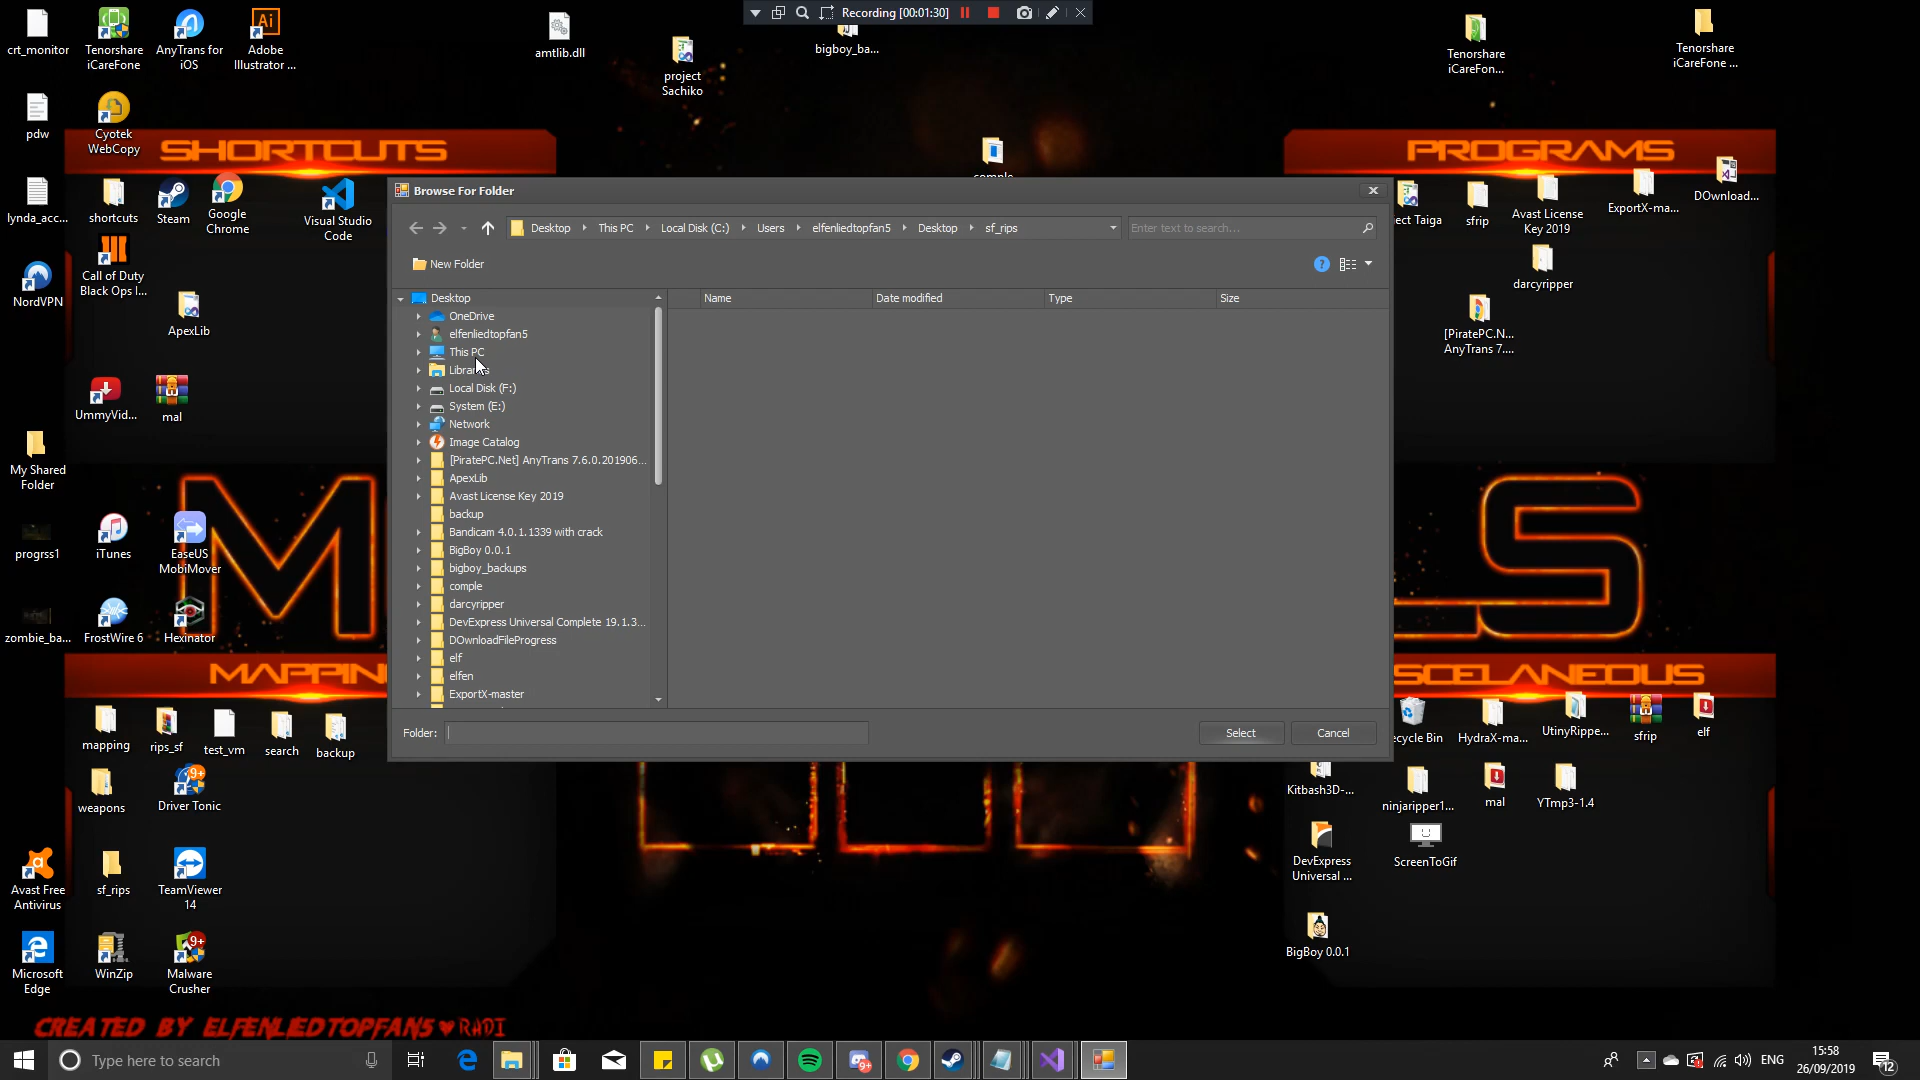 Recording [00:01:30]
crt_monitor
Tenorshare
iCareFone
AnyTrans for
iOS
Adobe
Illustrator ...
amtlib.dll
project
Sachiko
bigboy_ba...
Tenorshare
iCareFon...
Tenorshare
iCareFone ...
pdw
Cyotek
WebCopy
SHORTCUTS
PROGRAMS
comple
lynda_acc...
shortcuts
Steam
Google
Chrome
Visual Studio
Code
ect Taiga
sfrip
Avast License
Key 2019
ExportX-ma...
DOwnload...
NordVPN
Call of Duty
Black Ops I...
ApexLib
darcyripper
[PiratePC.N...
AnyTrans 7....
UmmyVid...
mal
My Shared
Folder
progrss1
iTunes
EaseUS
MobiMover
zombie_ba...
FrostWire 6
Hexinator
Browse For Folder
Desktop
This PC
Local Disk (C:)
Users
elfenliedtopfan5
Desktop
sf_rips
Enter text to search...
New Folder
Name
Date modified
Type
Size
Desktop
OneDrive
elfenliedtopfan5
This PC
Local Disk (F:)
System (E:)
Network
Image Catalog
[PiratePC.Net] AnyTrans 7.6.0.201906...
ApexLib
Avast License Key 2019
backup
Bandicam 4.0.1.1339 with crack
BigBoy 0.0.1
bigboy_backups
comple
darcyripper
DevExpress Universal Complete 19.1.3...
DOwnloadFileProgress
elf
elfen
ExportX-master
Folder:
Select
Cancel
MAPPIN
SCELANEOUS
mapping
rips_sf
test_vm
search
backup
ecycle Bin
HydraX-ma...
UtinyRippe...
sfrip
elf
weapons
Driver Tonic
Kitbash3D-...
ninjaripper1...
mal
YTmp3-1.4
Avast Free
Antivirus
sf_rips
TeamViewer
14
DevExpress
Universal ...
ScreenToGif
Microsoft
Edge
WinZip
Malware
Crusher
BigBoy 0.0.1
CREATED BY ELFENLIEDTOPFAN5♥RADI
Type here to search
ENG
15:58
26/09/2019
12